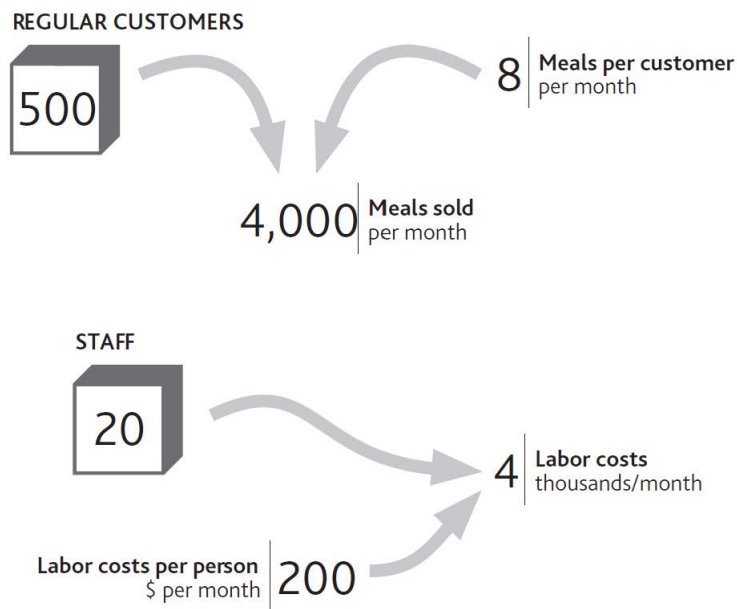 REGULAR CUSTOMERS
500
8
Meals per customer
per month
4,000
Meals sold
per month
STAFF
20
4
Labor costs
thousands/month
Labor costs per person
$ per month
200